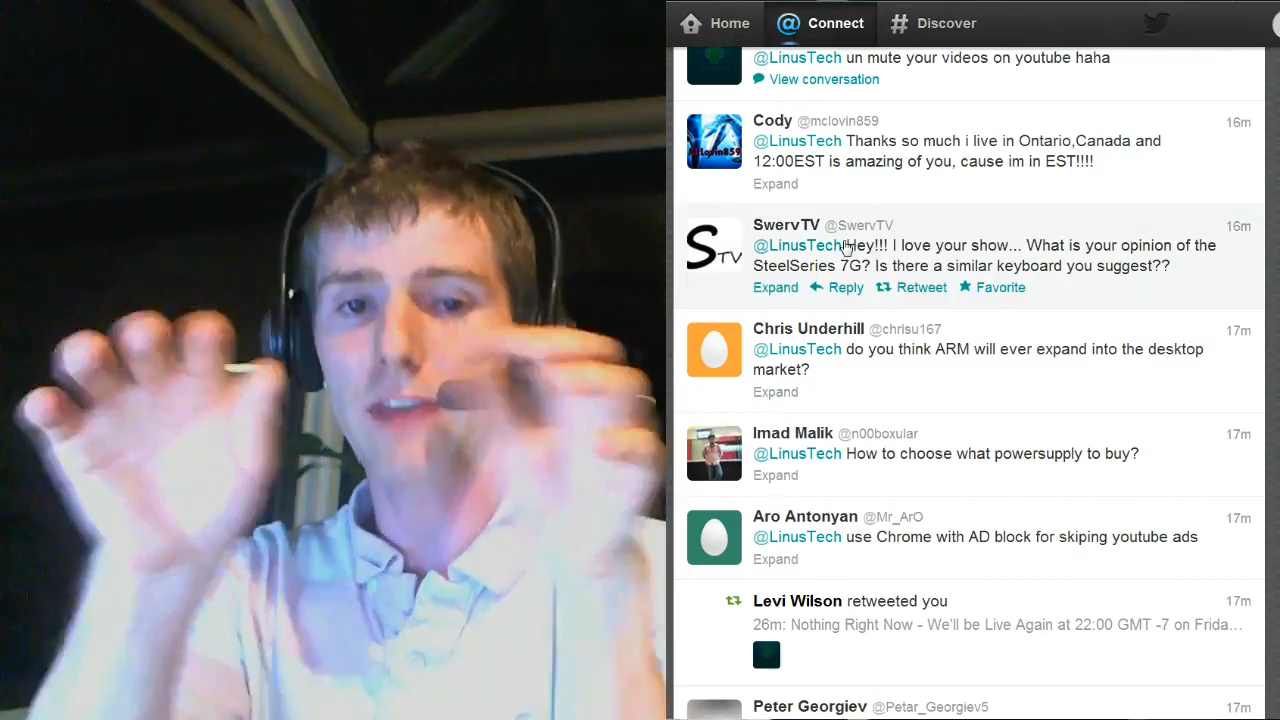 Home
@ Connect
# Discover
@LinusTech un mute your videos on youtube haha
View conversation
Cody @mclovin859
16m
@LinusTech Thanks so much i live in Ontario,Canada and
12:00EST is amazing of you, cause im in EST!!!!
Expand
STV
SwervTV @SwervTV
16m
@LinusTech Hey!!! I love your show... What is your opinion of the
SteelSeries 7G? Is there a similar keyboard you suggest??
Expand Reply Retweet Favorite
Chris Underhill @chrisu167
17m
@LinusTech do you think ARM will ever expand into the desktop
market?
Expand
Imad Malik @n00boxular
17m
@LinusTech How to choose what powersupply to buy?
Expand
Aro Antonyan @Mr_ArO
17m
@LinusTech use Chrome with AD block for skiping youtube ads
Expand
Levi Wilson retweeted you
17m
26m: Nothing Right Now - We'll be Live Again at 22:00 GMT -7 on Frida...
Peter Georgiev @Petar_Georgiev5
17m